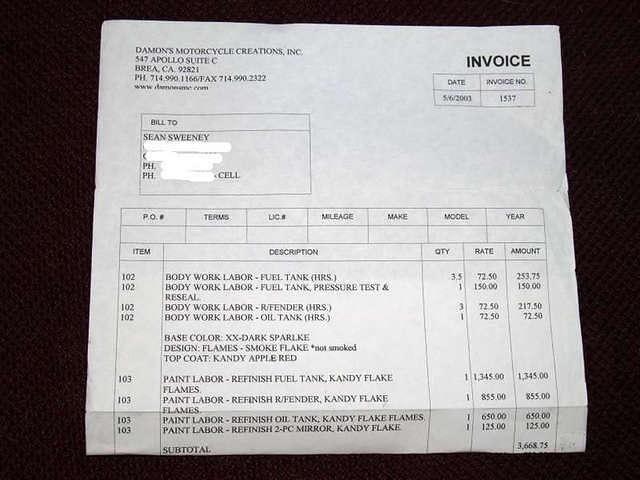 DAMON'S MOTORCYCLE CREATIONS, INC.
547 APOLLO SUITE C
BREA, CA. 92821
PH. 714.990.1166/FAX 714.990.2322
www.damonsmc.com
INVOICE
DATE INVOICE NO.
5/6/2003 1537
BILL TO
SEAN SWEENEY
PH.
PH. CELL
P.O. # TERMS LIC.# MILEAGE MAKE MODEL YEAR
ITEM DESCRIPTION QTY RATE AMOUNT
102 BODY WORK LABOR - FUEL TANK (HRS.) 3.5 72.50 253.75
102 BODY WORK LABOR - FUEL TANK, PRESSURE TEST & 1 150.00 150.00
RESEAL.
102 BODY WORK LABOR - R/FENDER (HRS.) 3 72.50 217.50
102 BODY WORK LABOR - OIL TANK (HRS.) 1 72.50 72.50
BASE COLOR: XX-DARK SPARLKE
DESIGN: FLAMES - SMOKE FLAKE *not smoked
TOP COAT: KANDY APPLE RED
103 PAINT LABOR - REFINISH FUEL TANK, KANDY FLAKE 1 1,345.00 1,345.00
FLAMES.
103 PAINT LABOR - REFINISH R/FENDER, KANDY FLAKE 1 855.00 855.00
FLAMES.
103 PAINT LABOR - REFINISH OIL TANK, KANDY FLAKE FLAMES. 1 650.00 650.00
103 PAINT LABOR - REFINISH 2-PC MIRROR, KANDY FLAKE. 1 125.00 125.00
SUBTOTAL 3,668.75